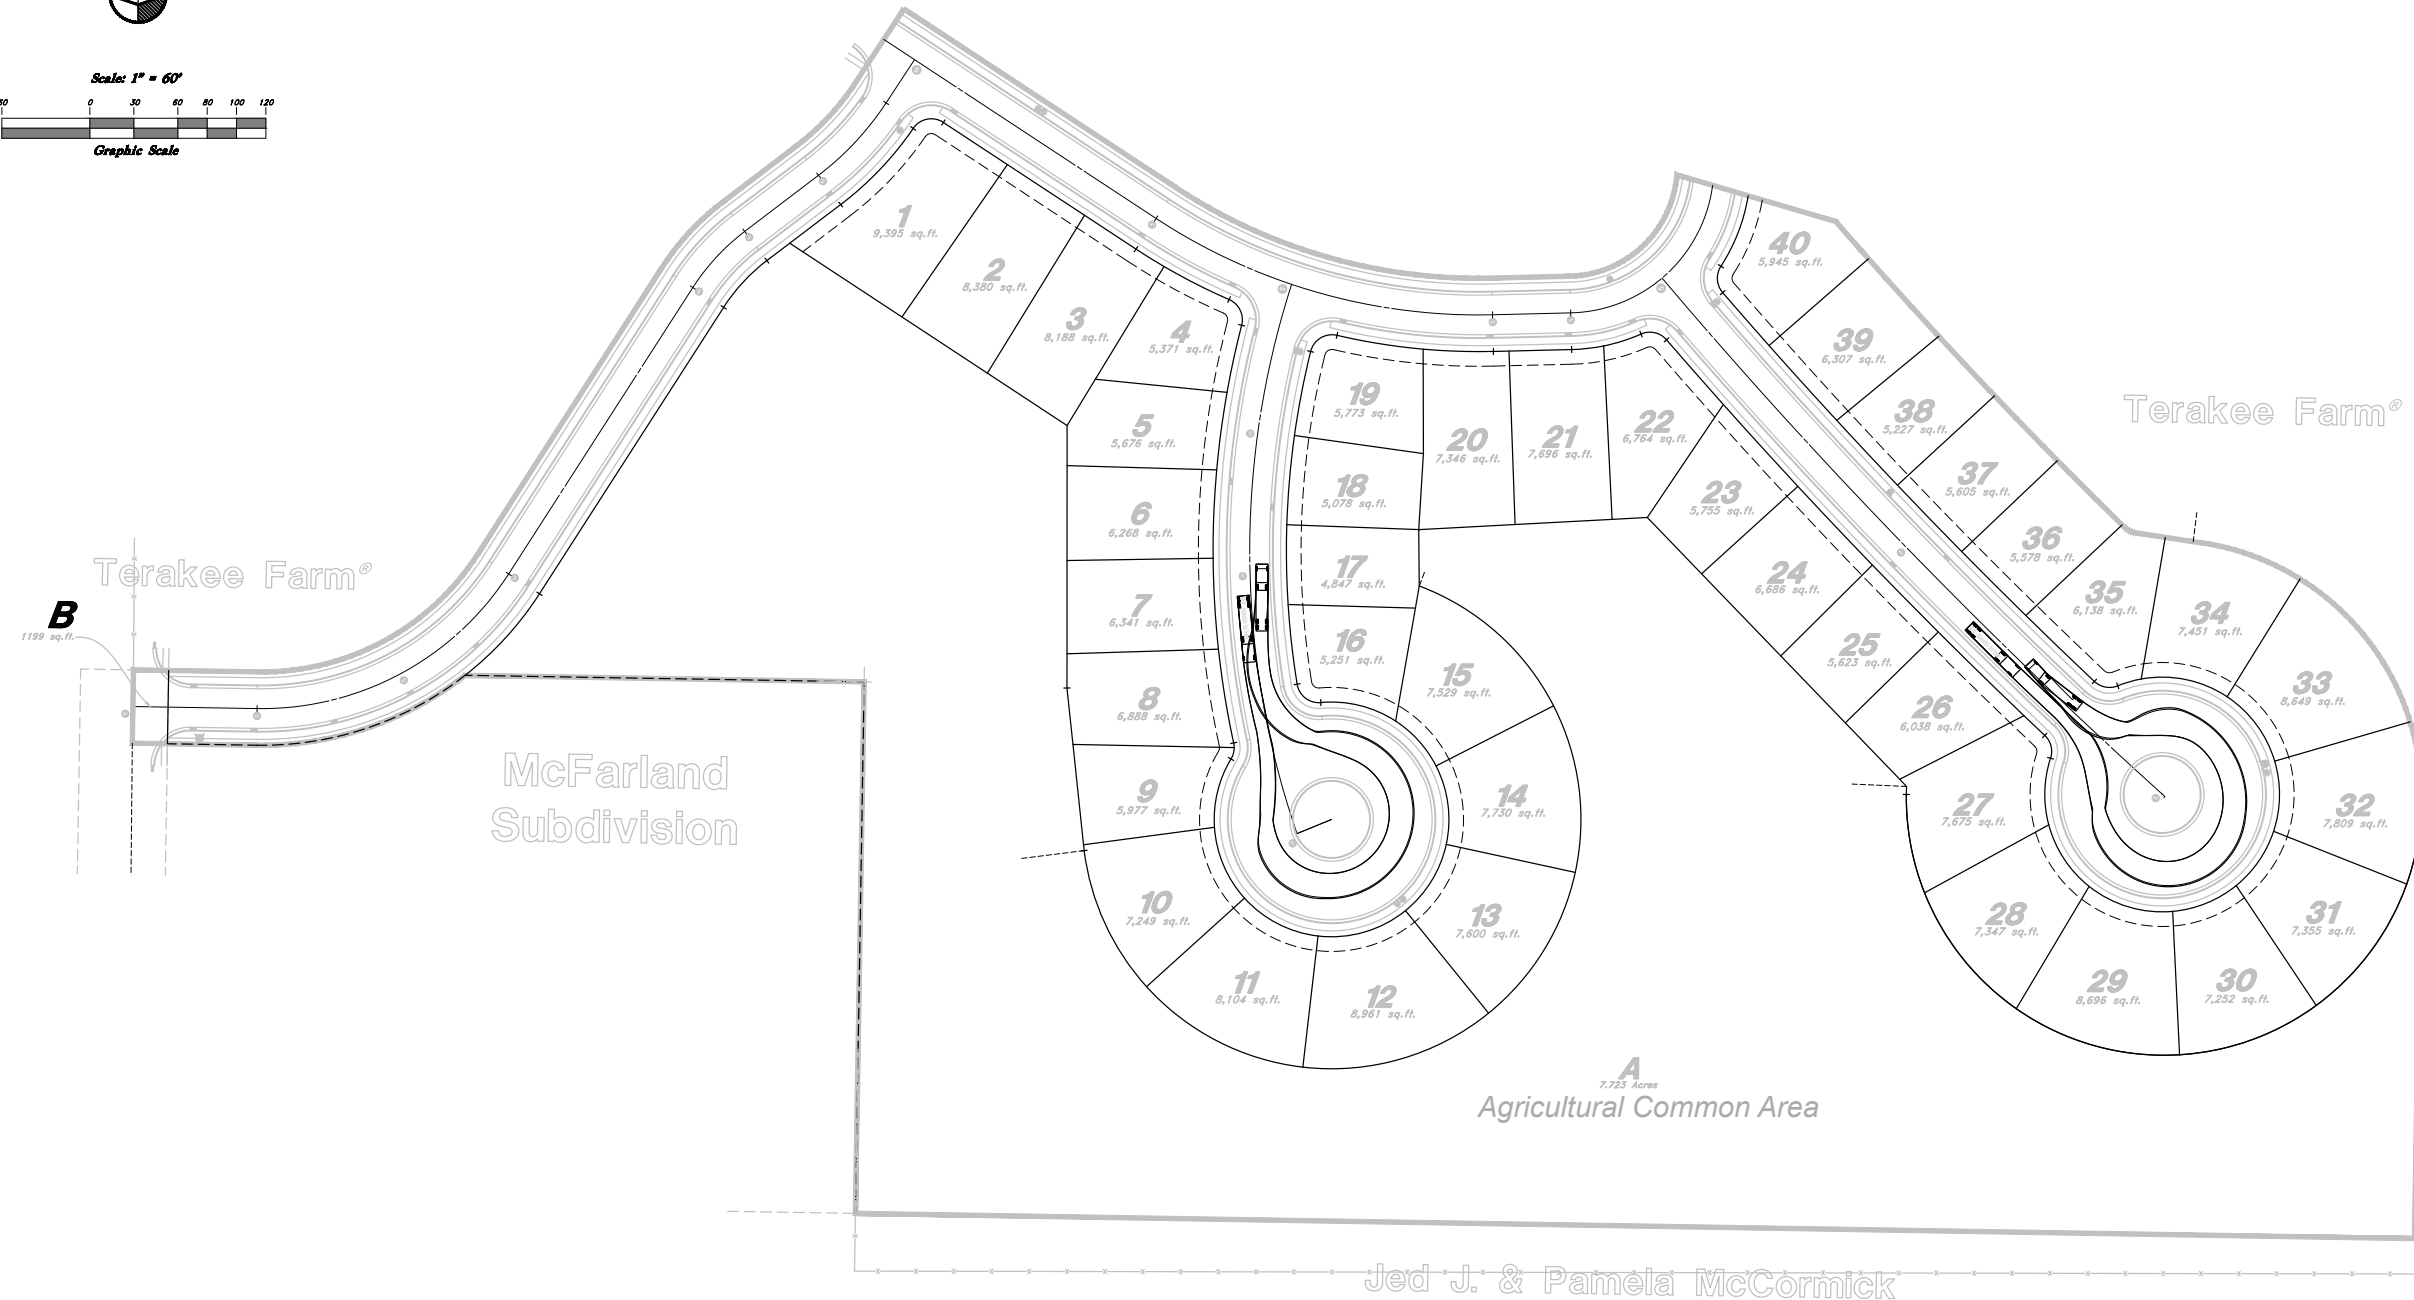 Scale: 1" = 60'
0 30 60 80 100 120
Graphic Scale
1
9,395 sq.ft.
2
8,380 sq.ft.
3
8,188 sq.ft.
4
5,371 sq.ft.
5
5,676 sq.ft.
6
6,268 sq.ft.
7
6,341 sq.ft.
8
6,888 sq.ft.
9
5,977 sq.ft.
10
7,249 sq.ft.
11
8,104 sq.ft.
12
8,961 sq.ft.
13
7,600 sq.ft.
14
7,730 sq.ft.
15
7,529 sq.ft.
16
5,251 sq.ft.
17
4,847 sq.ft.
18
5,078 sq.ft.
19
5,773 sq.ft.
20
7,346 sq.ft.
21
7,696 sq.ft.
22
6,764 sq.ft.
23
5,755 sq.ft.
24
6,686 sq.ft.
25
5,623 sq.ft.
26
6,038 sq.ft.
27
7,675 sq.ft.
28
7,347 sq.ft.
29
8,696 sq.ft.
30
7,252 sq.ft.
31
7,355 sq.ft.
32
7,809 sq.ft.
33
8,649 sq.ft.
34
7,451 sq.ft.
35
6,138 sq.ft.
36
5,578 sq.ft.
37
5,605 sq.ft.
38
5,227 sq.ft.
39
6,307 sq.ft.
40
5,945 sq.ft.
Terakee Farm®
Terakee Farm®
B
1199 sq.ft.
McFarland
Subdivision
A
7.723 Acres
Agricultural Common Area
Jed J. & Pamela McCormick